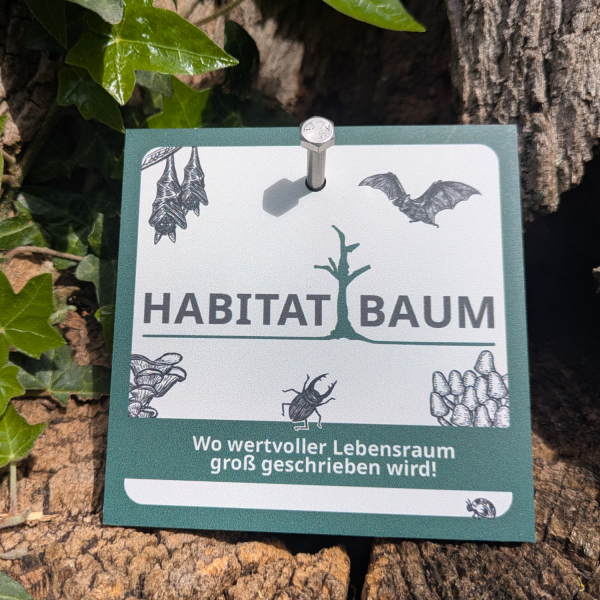 HABITAT BAUM
Wo wertvoller Lebensraum
groß geschrieben wird!